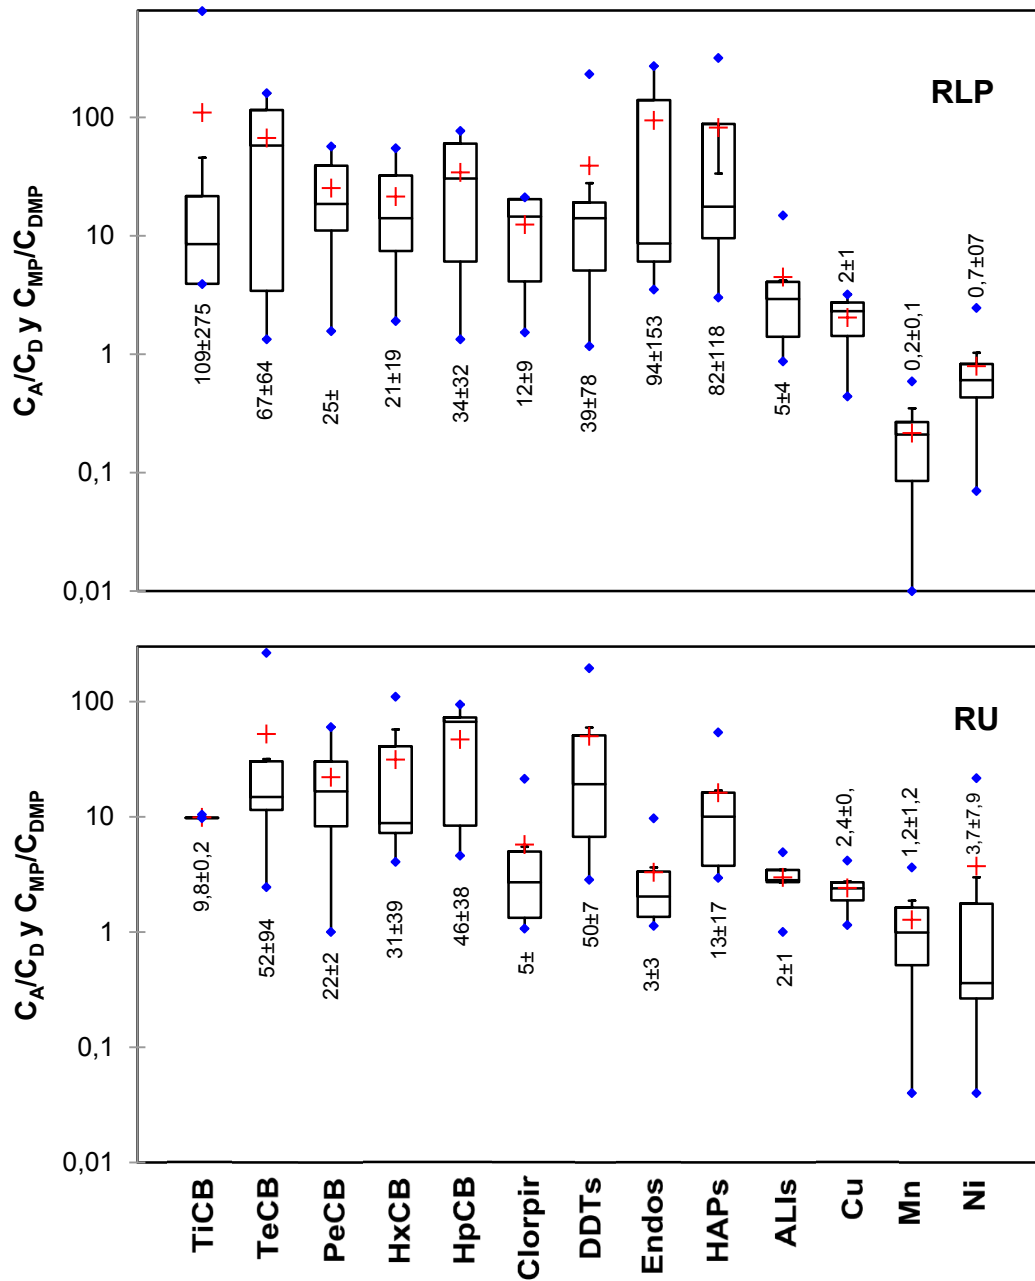 RLP
C_A/C_D y C_MP/C_DMP
100
10
1
0,1
0,01
109±275
67±64
25±
21±19
34±32
12±9
39±78
94±153
82±118
5±4
2±1
0,2±0,1
0,7±07
RU
C_A/C_D y C_MP/C_DMP
100
10
1
0,1
0,01
9,8±0,2
52±94
22±2
31±39
46±38
5±
50±7
3±3
13±17
2±1
2,4±0,
1,2±1,2
3,7±7,9
TiCB
TeCB
PeCB
HxCB
HpCB
Clorpir
DDTs
Endos
HAPs
ALIs
Cu
Mn
Ni